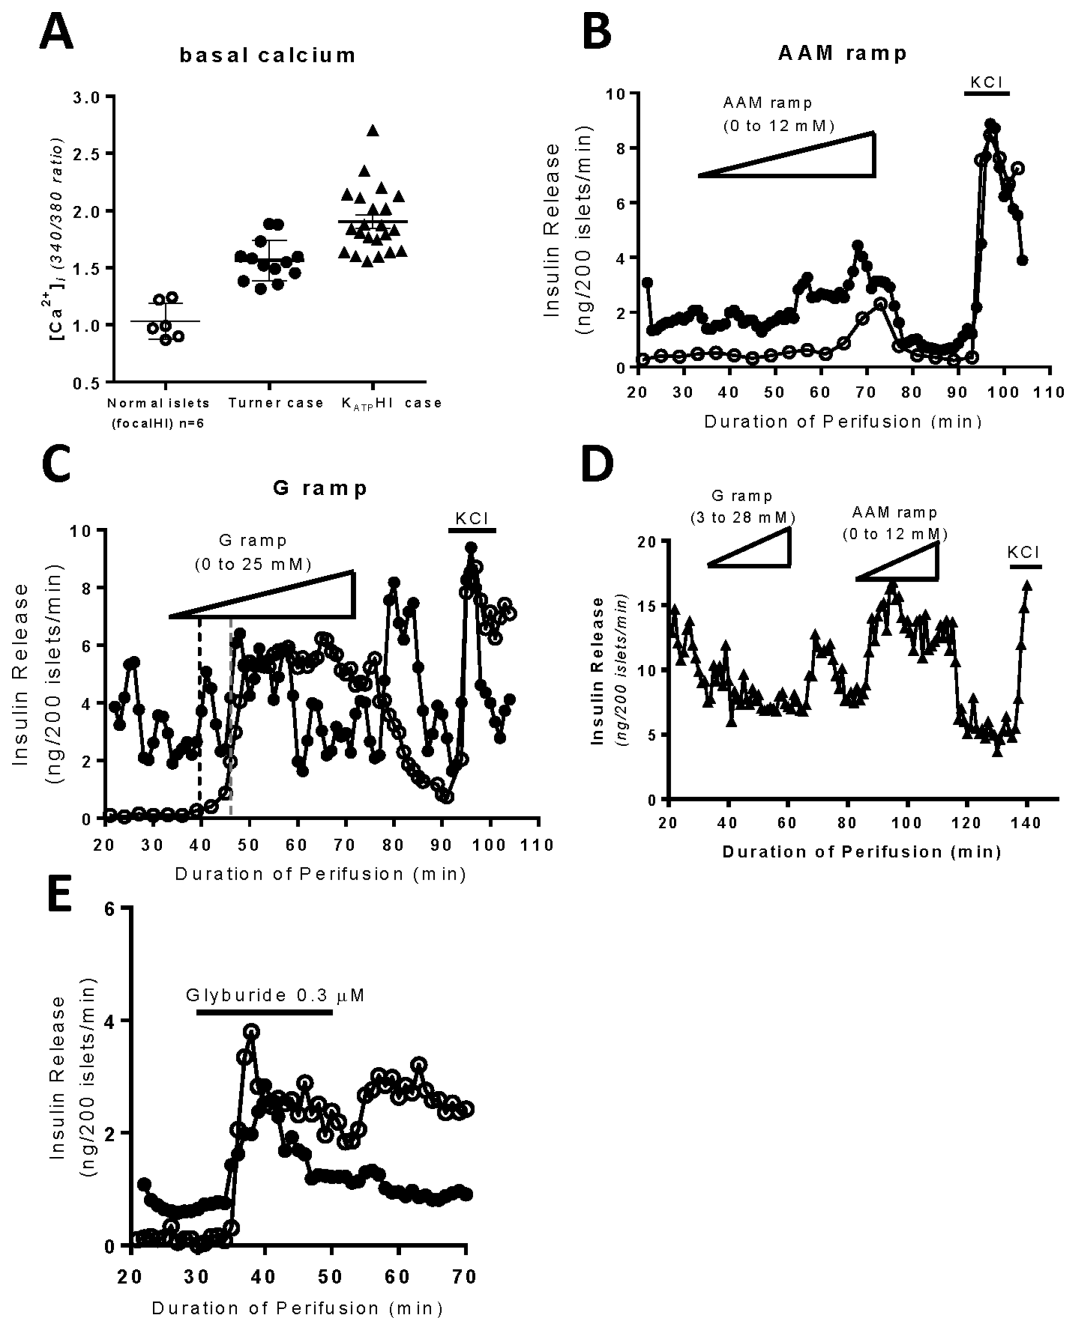 A
basal calcium
[Ca2+]i (340/380 ratio)
3.0
2.5
2.0
1.5
1.0
0.5
Normal islets
(focalHI) n=6
Turner case
KATPHI case
B
AAM ramp
KCl
AAM ramp
(0 to 12 mM)
Insulin Release
(ng/200 islets/min)
10
8
6
4
2
0
20 30 40 50 60 70 80 90 100 110
Duration of Perifusion (min)
C
G ramp
KCl
G ramp
(0 to 25 mM)
Insulin Release
(ng/200 islets/min)
10
8
6
4
2
0
20 30 40 50 60 70 80 90 100 110
Duration of Perifusion (min)
D
G ramp
(3 to 28 mM)
AAM ramp
(0 to 12 mM)
KCl
Insulin Release
(ng/200 islets/min)
20
15
10
5
0
20 40 60 80 100 120 140
Duration of Perifusion (min)
E
Glyburide 0.3 μM
Insulin Release
(ng/200 islets/min)
6
4
2
0
20 30 40 50 60 70
Duration of Perifusion (min)